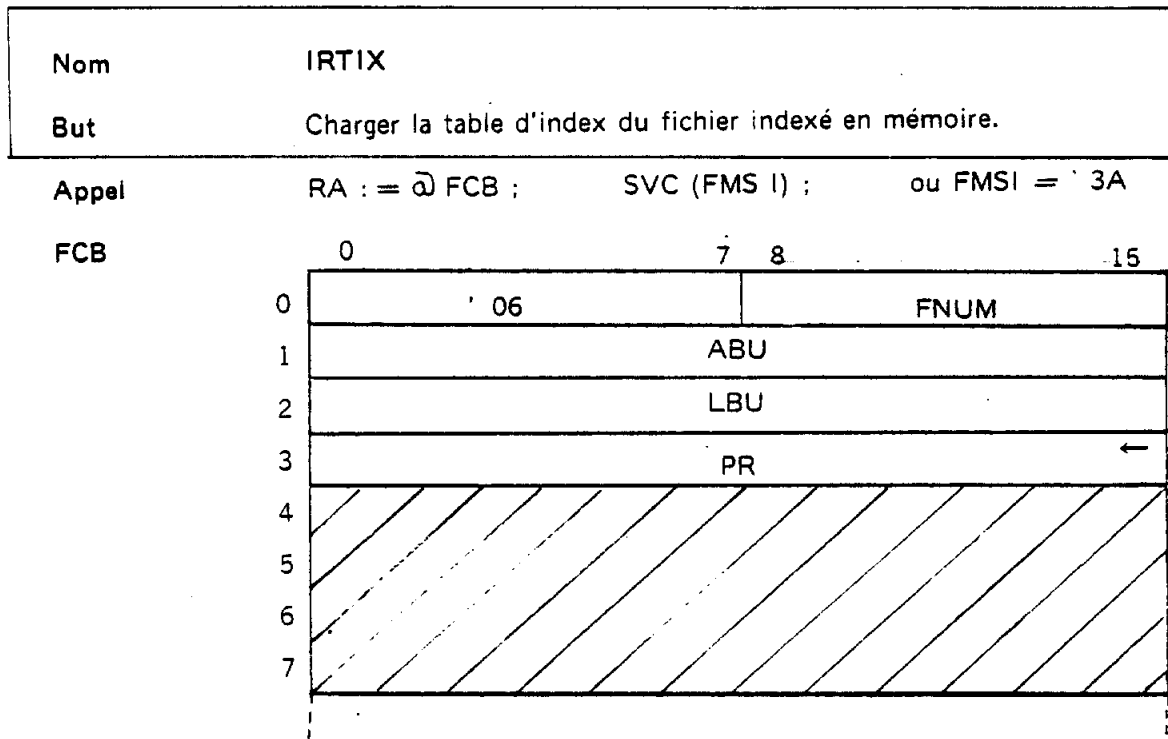 Nom IRTIX
But Charger la table d'index du fichier indexé en mémoire.
Appel RA : = @ FCB ; SVC (FMS I) ; ou FMSI = ' 3A
FCB 0 7 8 15
0 ' 06 FNUM
1 ABU
2 LBU
3 PR ←
4
5
6
7